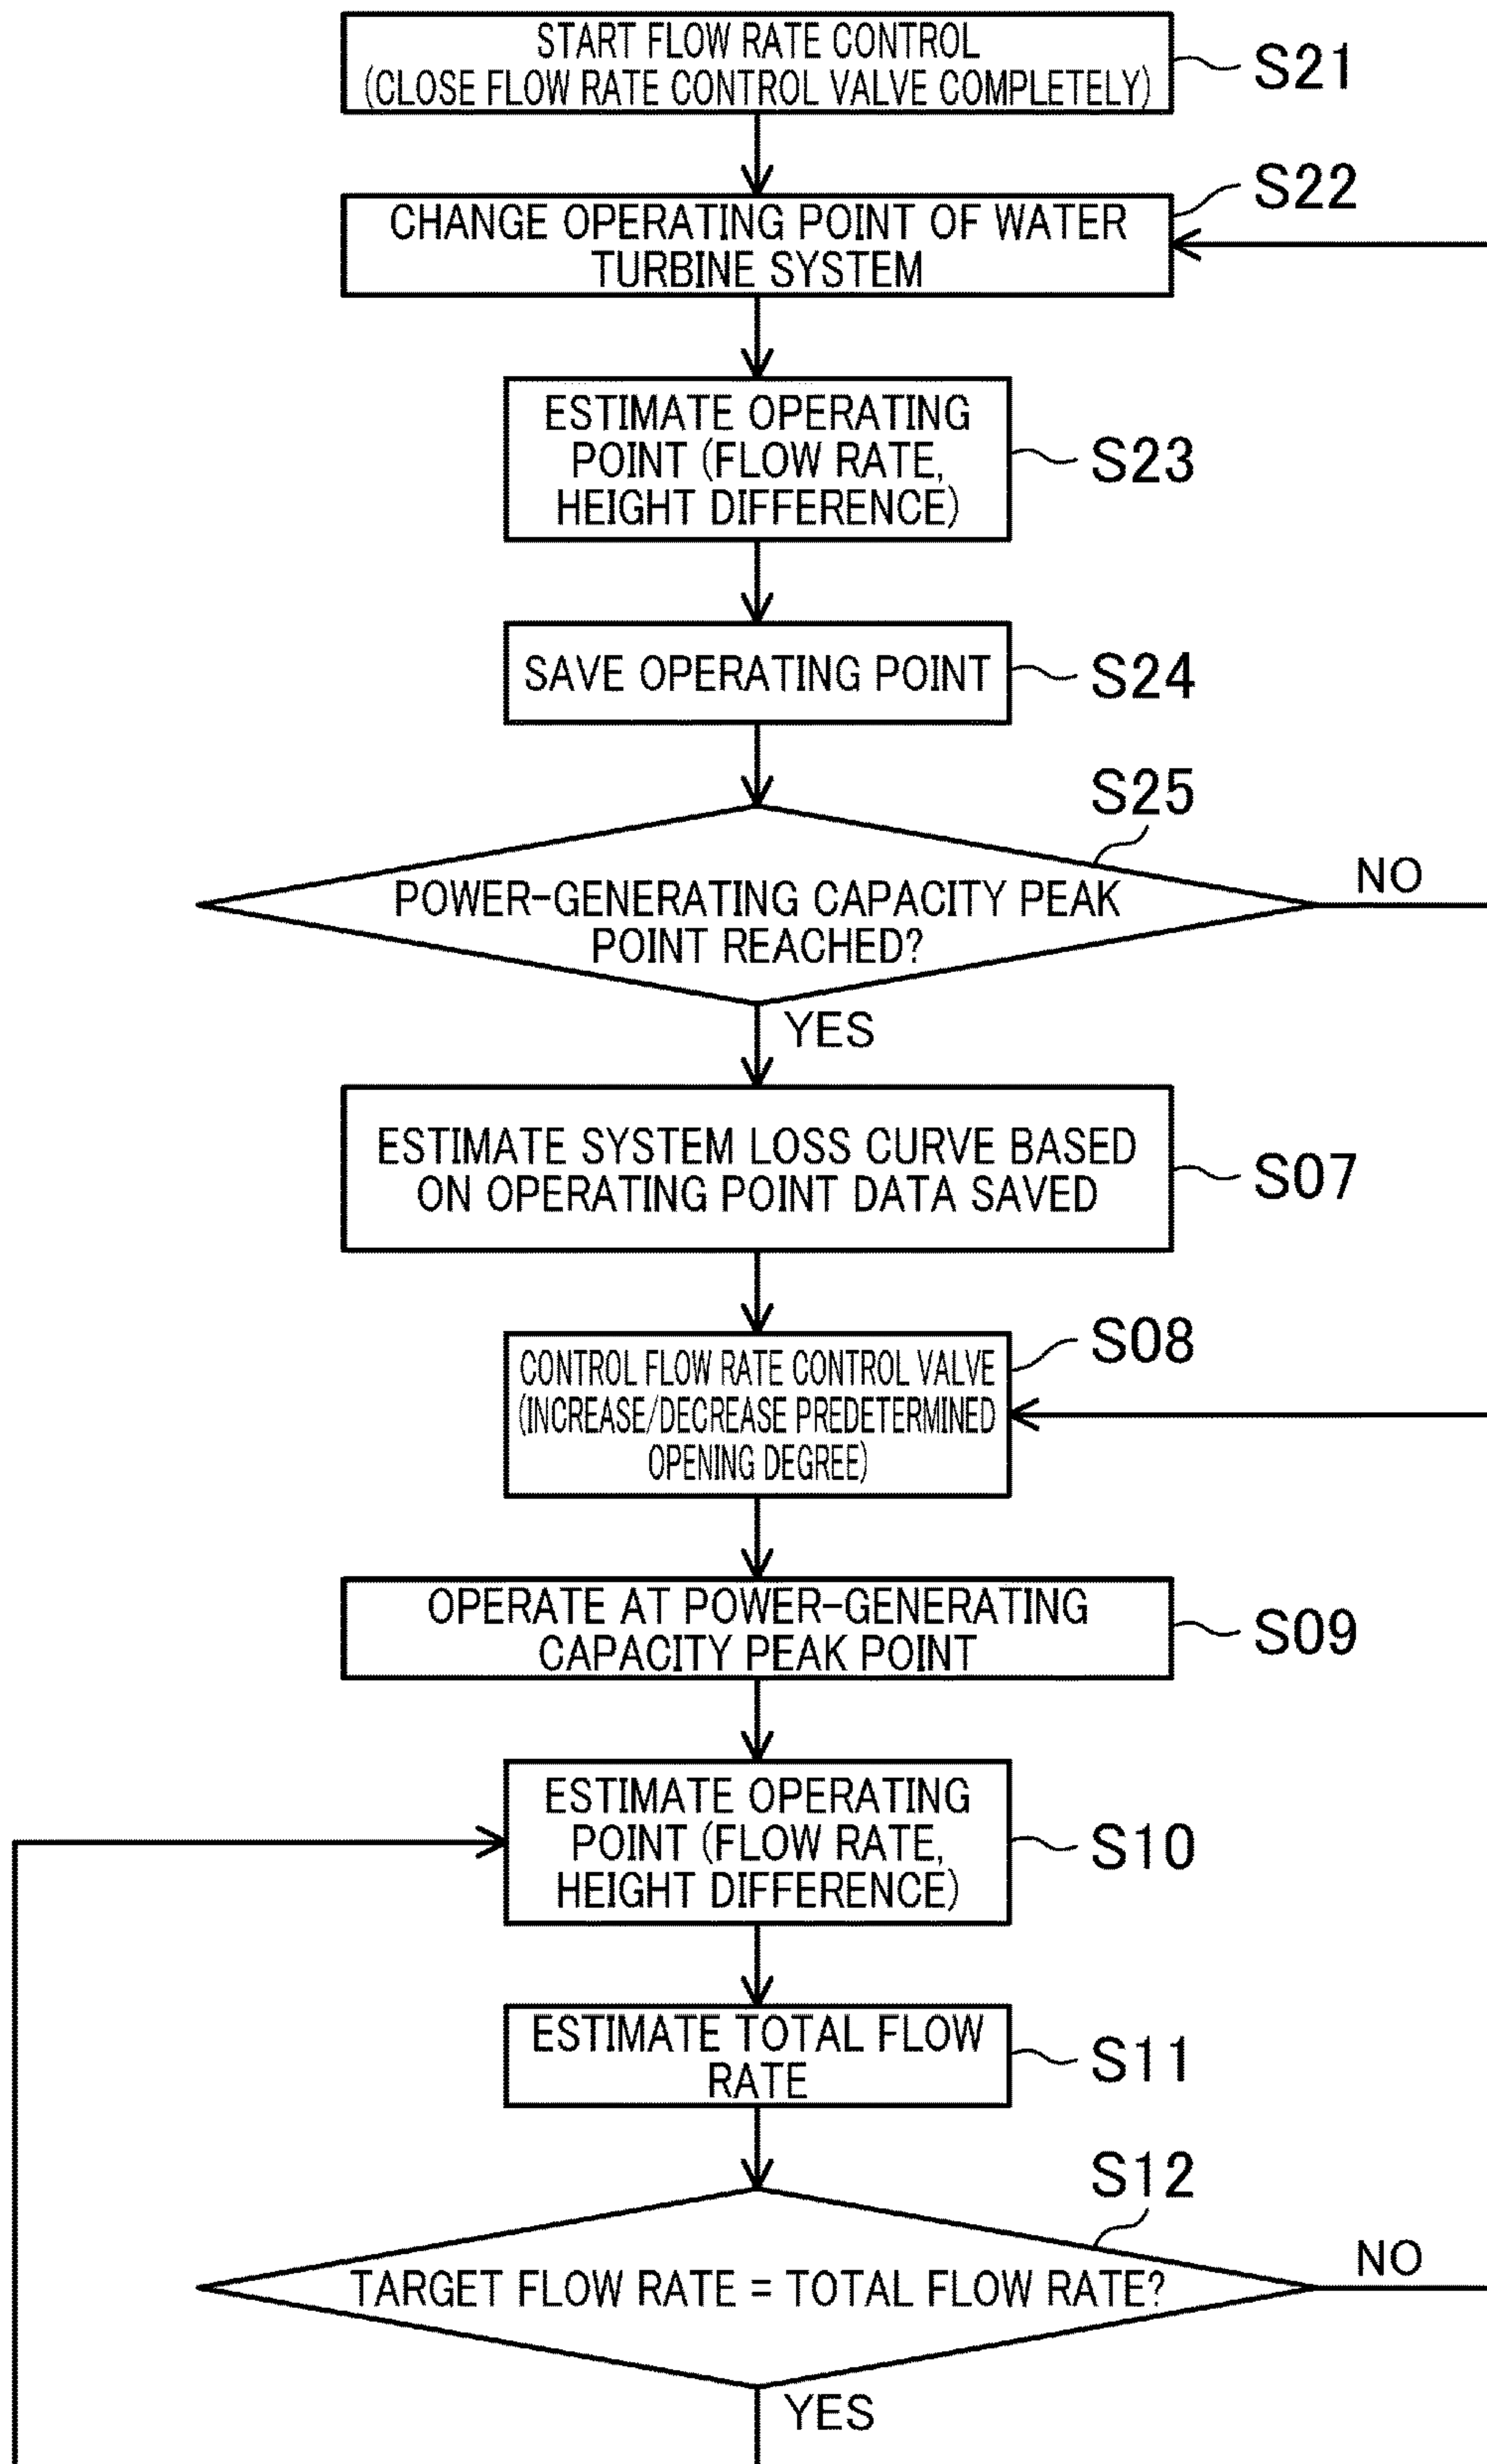 START FLOW RATE CONTROL
(CLOSE FLOW RATE CONTROL VALVE COMPLETELY)
S21
CHANGE OPERATING POINT OF WATER
TURBINE SYSTEM
S22
ESTIMATE OPERATING
POINT (FLOW RATE,
HEIGHT DIFFERENCE)
S23
SAVE OPERATING POINT
S24
S25
POWER-GENERATING CAPACITY PEAK
POINT REACHED?
NO
YES
ESTIMATE SYSTEM LOSS CURVE BASED
ON OPERATING POINT DATA SAVED
S07
CONTROL FLOW RATE CONTROL VALVE
(INCREASE/DECREASE PREDETERMINED
OPENING DEGREE)
S08
OPERATE AT POWER-GENERATING
CAPACITY PEAK POINT
S09
ESTIMATE OPERATING
POINT (FLOW RATE,
HEIGHT DIFFERENCE)
S10
ESTIMATE TOTAL FLOW
RATE
S11
S12
TARGET FLOW RATE = TOTAL FLOW RATE?
NO
YES